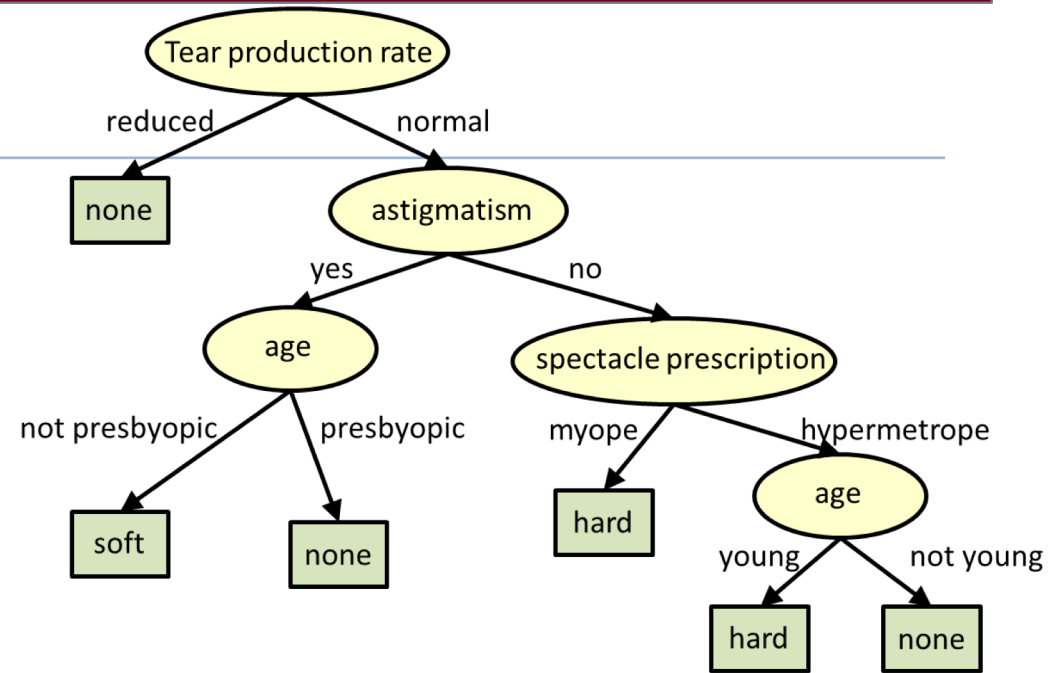 Tear production rate
reduced
normal
none
astigmatism
yes
no
age
spectacle prescription
not presbyopic
presbyopic
myope
hypermetrope
soft
none
hard
age
young
not young
hard
none